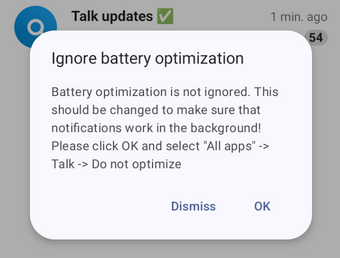 Talk updates ✅
1 min. ago
54
Ignore battery optimization
Battery optimization is not ignored. This
should be changed to make sure that
notifications work in the background!
Please click OK and select "All apps" ->
Talk -> Do not optimize
Dismiss
OK